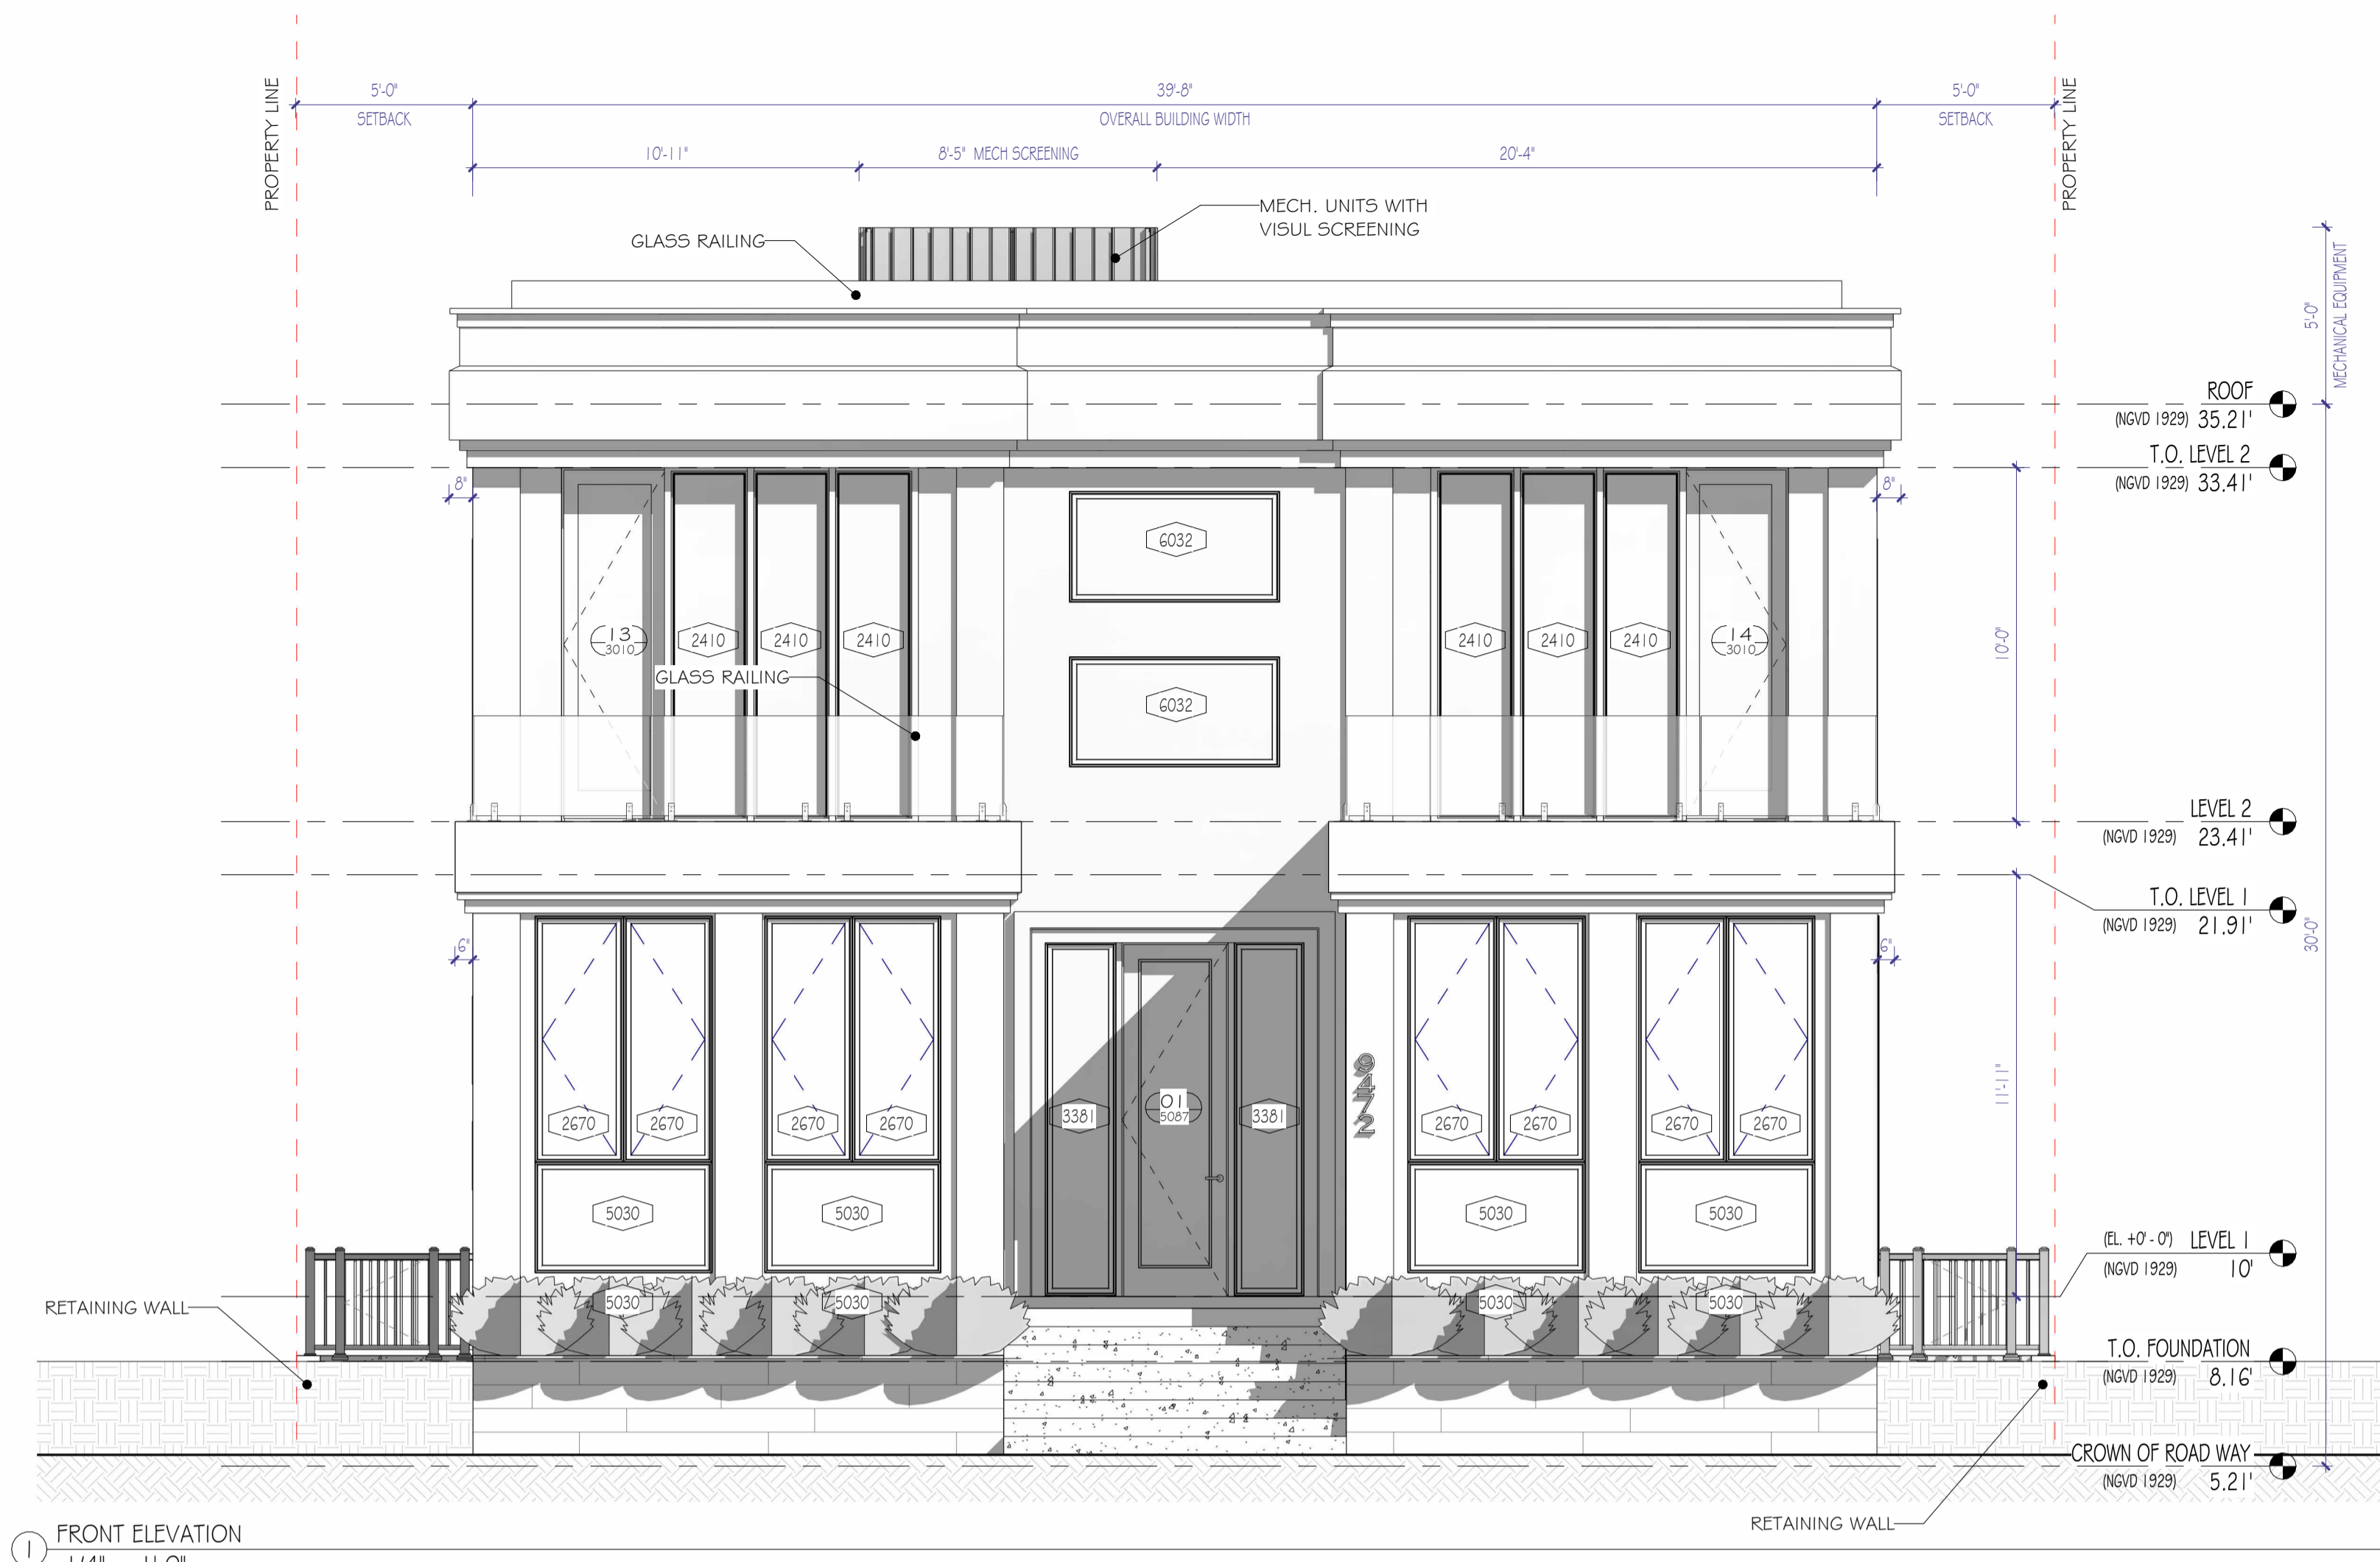 PROPERTY LINE
5'-0"
SETBACK
39'-8"
OVERALL BUILDING WIDTH
5'-0"
SETBACK
PROPERTY LINE
10'-11"
8'-5" MECH SCREENING
20'-4"
GLASS RAILING
MECH. UNITS WITH
VISUL SCREENING
5'-0"
MECHANICAL EQUIPMENT
ROOF
(NGVD 1929) 35.21'
T.O. LEVEL 2
(NGVD 1929) 33.41'
8"
8"
6032
13
3010
2410
2410
2410
2410
2410
2410
14
3010
10'-0"
GLASS RAILING
6032
LEVEL 2
(NGVD 1929) 23.41'
T.O. LEVEL 1
(NGVD 1929) 21.91'
30'-0"
6"
6"
11'-11"
9472
2670
2670
2670
2670
3381
01
5087
3381
2670
2670
2670
2670
5030
5030
5030
5030
(EL. +0' - 0") LEVEL 1
(NGVD 1929) 10'
5030
5030
5030
5030
RETAINING WALL
T.O. FOUNDATION
(NGVD 1929) 8.16'
CROWN OF ROAD WAY
(NGVD 1929) 5.21'
RETAINING WALL
1
FRONT ELEVATION